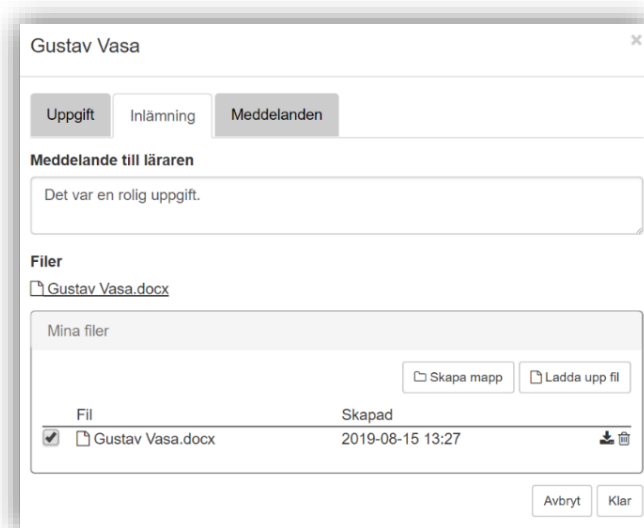 Gustav Vasa
Uppgift Inlämning Meddelanden
Meddelande till läraren
Det var en rolig uppgift.
Filer
Gustav Vasa.docx
Mina filer
Skapa mapp Ladda upp fil
Fil Skapad
Gustav Vasa.docx 2019-08-15 13:27
Avbryt Klar